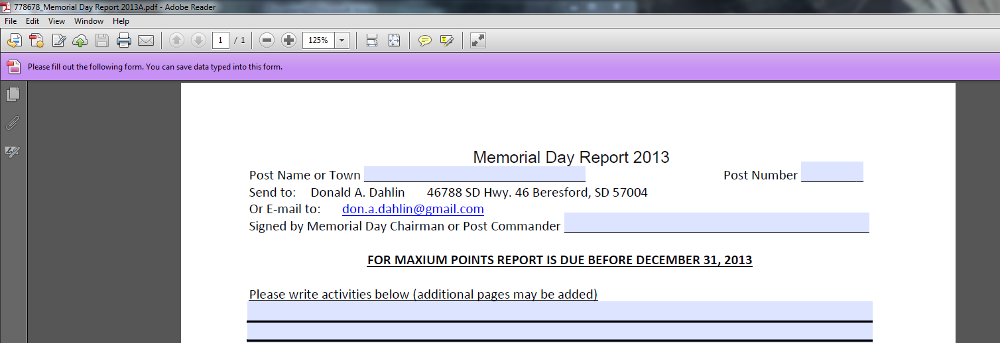 778678_Memorial Day Report 2013A.pdf - Adobe Reader
File Edit View Window Help
1 / 1 125%
Please fill out the following form. You can save data typed into this form.
Memorial Day Report 2013
Post Name or Town Post Number
Send to: Donald A. Dahlin 46788 SD Hwy. 46 Beresford, SD 57004
Or E-mail to: don.a.dahlin@gmail.com
Signed by Memorial Day Chairman or Post Commander
FOR MAXIUM POINTS REPORT IS DUE BEFORE DECEMBER 31, 2013
Please write activities below (additional pages may be added)